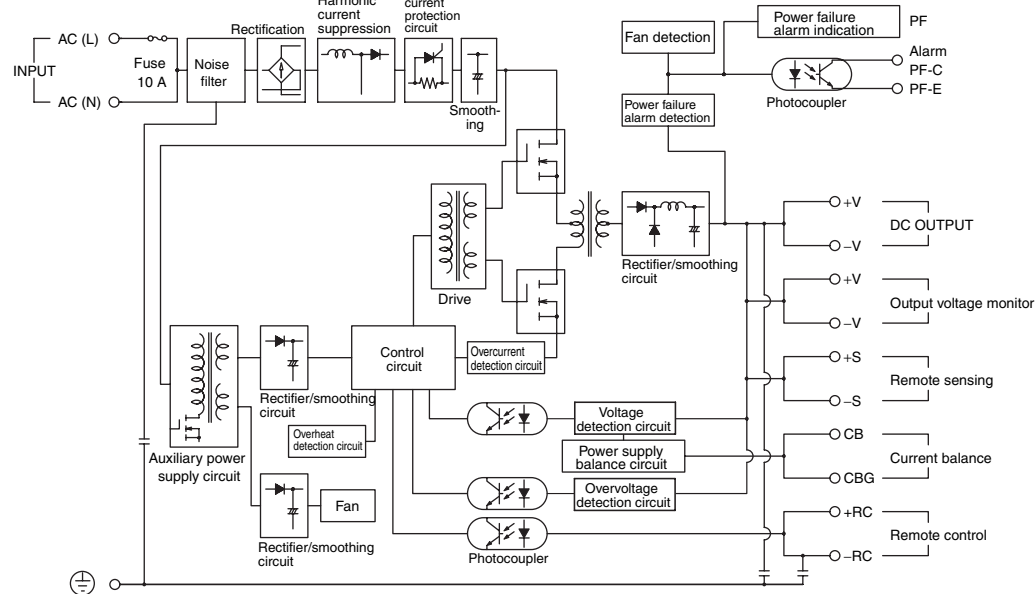 Harmonic
current
suppression
current
protection
circuit
Rectification
AC (L)
INPUT
AC (N)
Fuse
10 A
Noise
filter
Smooth-
ing
Fan detection
Power failure
alarm indication
PF
Alarm
PF-C
PF-E
Photocoupler
Power failure
alarm detection
Drive
Rectifier/smoothing
circuit
+V
DC OUTPUT
−V
+V
Output voltage monitor
−V
+S
Remote sensing
−S
CB
Current balance
CBG
+RC
Remote control
−RC
Control
circuit
Overcurrent
detection circuit
Rectifier/smoothing
circuit
Overheat
detection circuit
Auxiliary power
supply circuit
Voltage
detection circuit
Power supply
balance circuit
Overvoltage
detection circuit
Fan
Rectifier/smoothing
circuit
Photocoupler